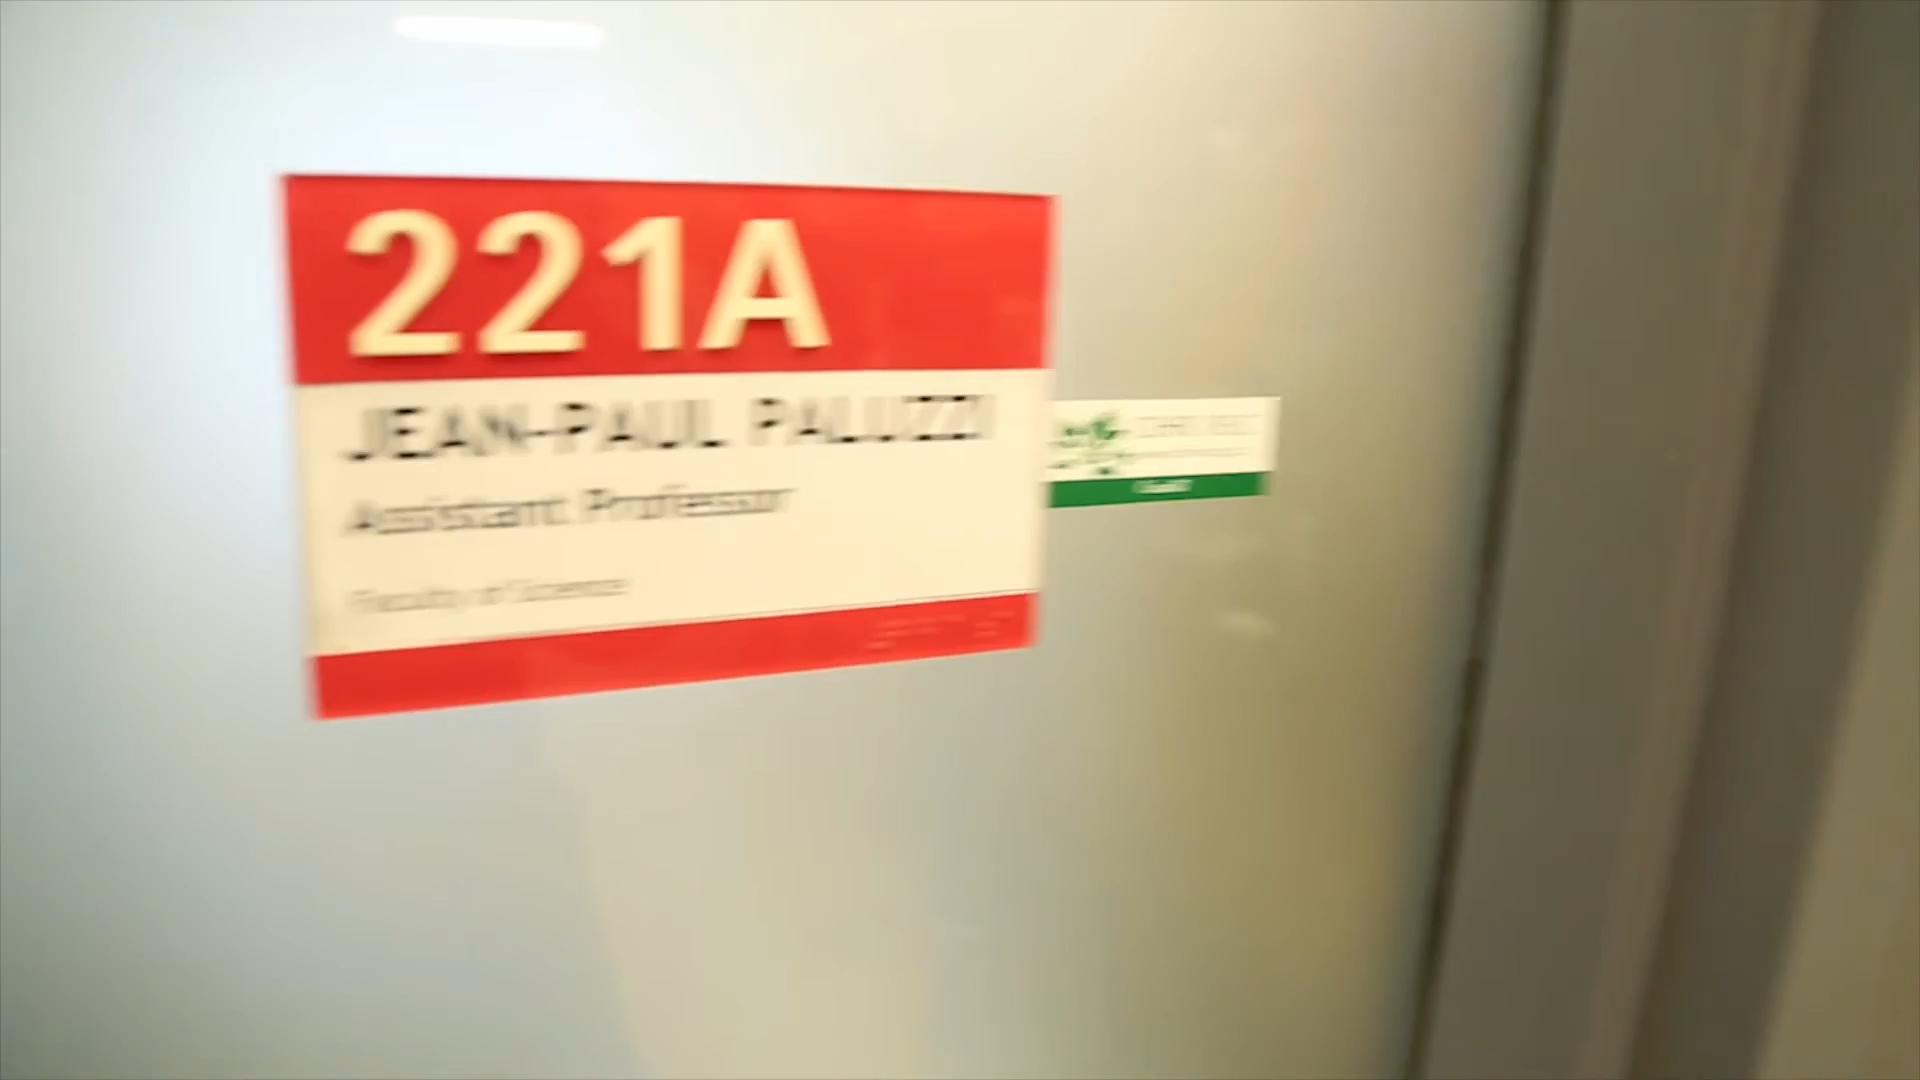 221A
JEAN-PAUL PALUZZI
Assistant Professor
Faculty of Science